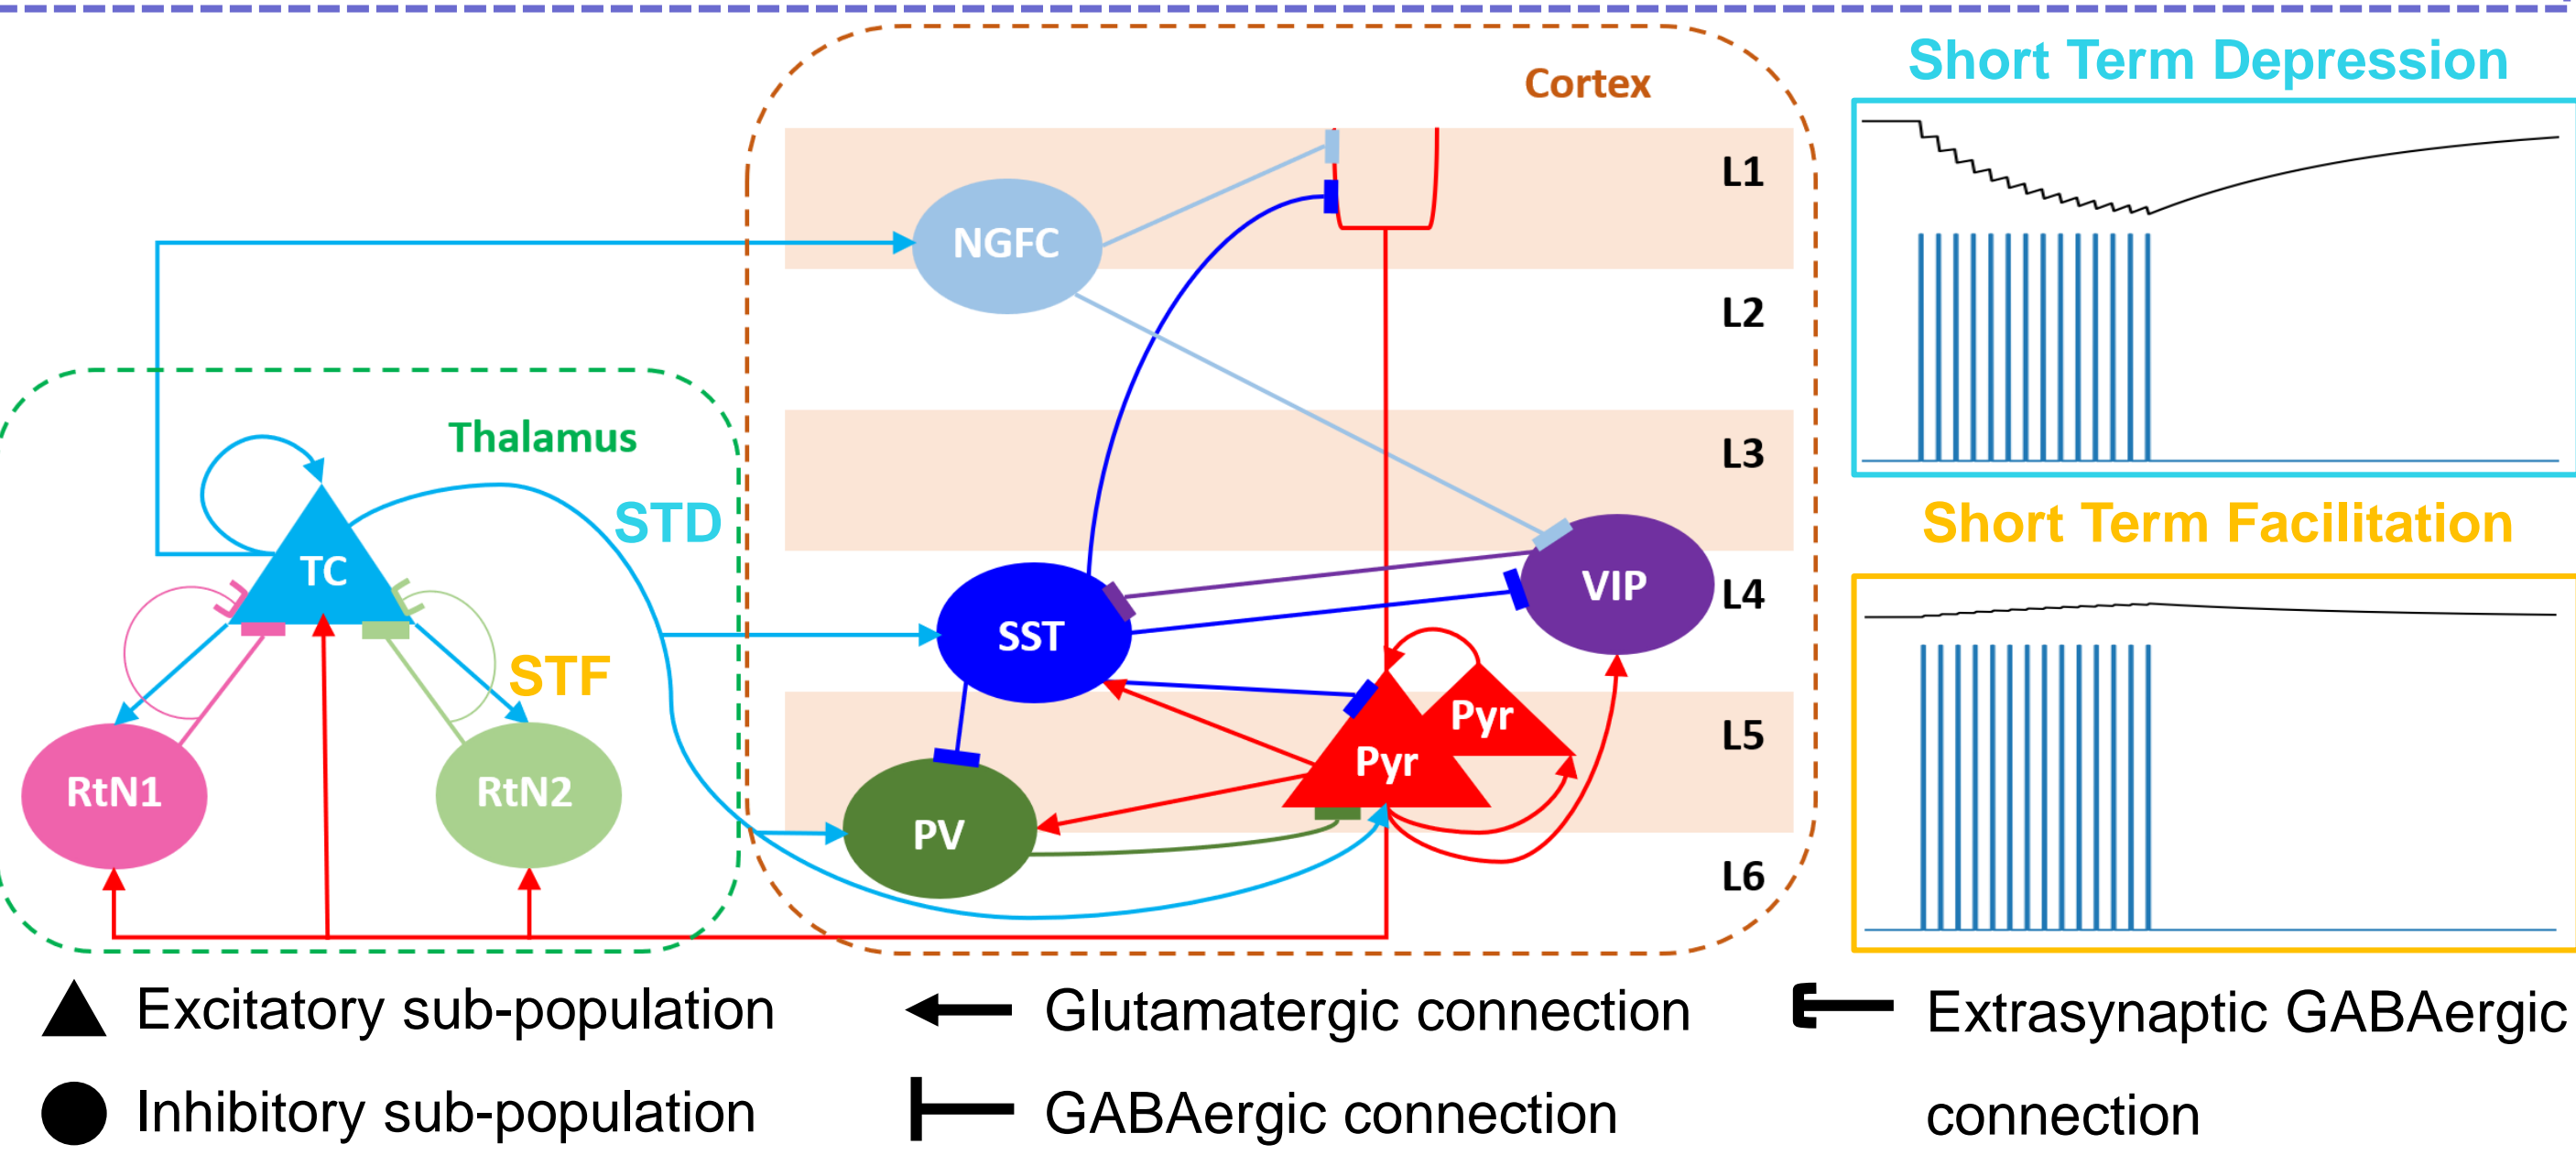 Cortex
Short Term Depression
L1
NGFC
L2
Thalamus
L3
STD
Short Term Facilitation
TC
VIP
L4
SST
STF
Pyr
L5
Pyr
RtN1
RtN2
PV
L6
Excitatory sub-population
Glutamatergic connection
Extrasynaptic GABAergic
connection
Inhibitory sub-population
GABAergic connection